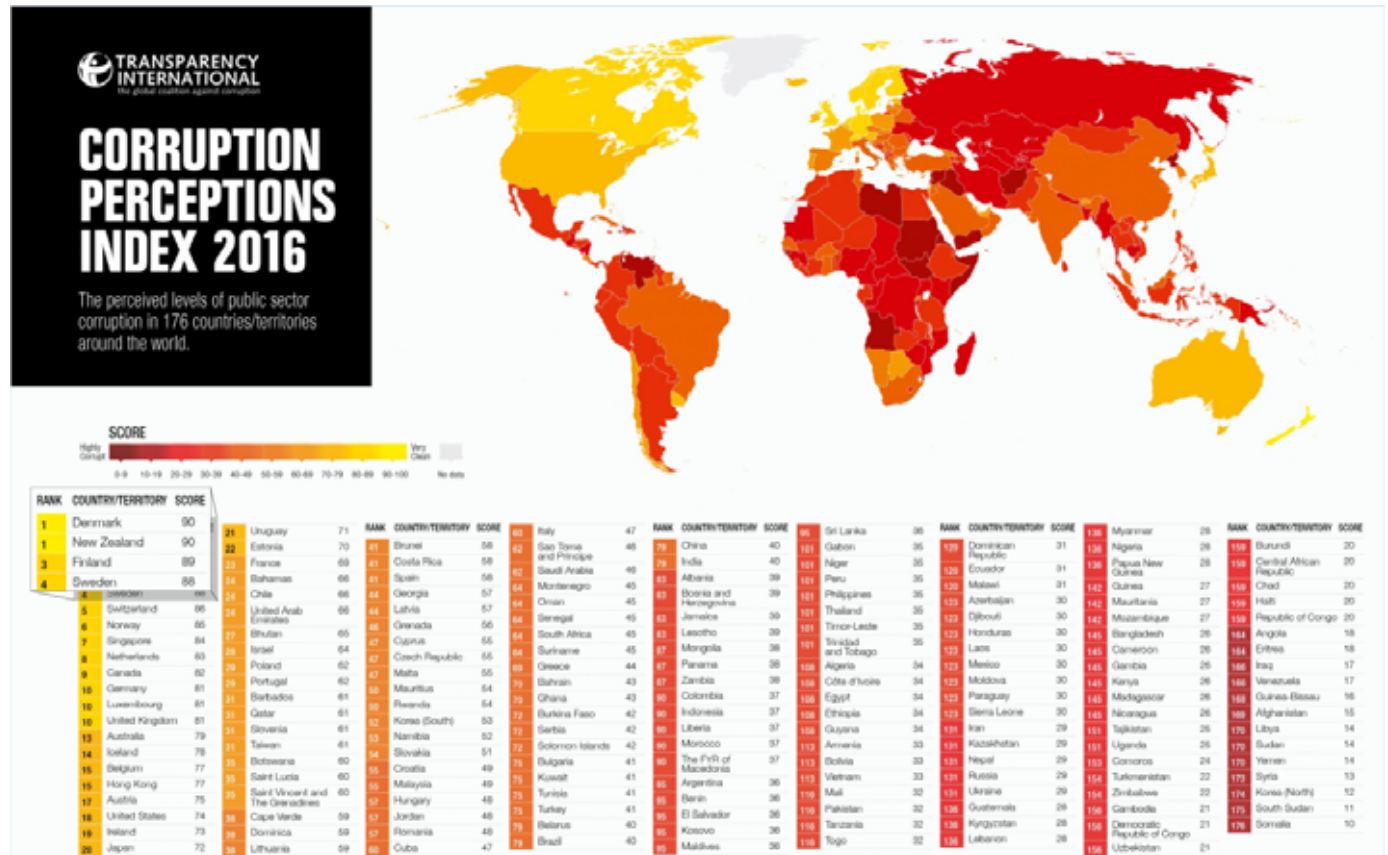 TRANSPARENCY
INTERNATIONAL
the global coalition against corruption
CORRUPTION
PERCEPTIONS
INDEX 2016
The perceived levels of public sector
corruption in 176 countries/territories
around the world.
SCORE
Highly Corrupt
Very Clean
0-9 10-19 20-29 30-39 40-49 50-59 60-69 70-79 80-89 90-100 No data
RANK COUNTRY/TERRITORY SCORE
1 Denmark 90
1 New Zealand 90
3 Finland 89
4 Sweden 88
4 Sweden 88
5 Switzerland 86
6 Norway 85
7 Singapore 84
8 Netherlands 83
9 Canada 82
10 Germany 81
10 Luxembourg 81
10 United Kingdom 81
13 Australia 79
14 Iceland 78
15 Belgium 77
15 Hong Kong 77
17 Austria 75
18 United States 74
19 Ireland 73
20 Japan 72
21 Uruguay 71
22 Estonia 70
23 France 69
24 Bahamas 66
24 Chile 66
24 United Arab 66
Emirates
27 Bhutan 65
28 Israel 64
29 Poland 62
29 Portugal 62
31 Barbados 61
31 Qatar 61
31 Slovenia 61
31 Taiwan 61
35 Botswana 60
35 Saint Lucia 60
35 Saint Vincent and 60
The Grenadines
38 Cape Verde 59
38 Dominica 59
38 Lithuania 59
RANK COUNTRY/TERRITORY SCORE
41 Brunei 58
41 Costa Rica 58
41 Spain 58
44 Georgia 57
44 Latvia 57
46 Grenada 56
47 Cyprus 55
47 Czech Republic 55
47 Malta 55
50 Mauritius 54
50 Rwanda 54
52 Korea (South) 53
53 Namibia 52
54 Slovakia 51
55 Croatia 49
55 Malaysia 49
57 Hungary 48
57 Jordan 48
57 Romania 48
60 Cuba 47
60 Italy 47
62 Sao Tome 46
and Principe
62 Saudi Arabia 46
64 Montenegro 45
64 Oman 45
64 Senegal 45
64 South Africa 45
64 Suriname 45
69 Greece 44
70 Bahrain 43
70 Ghana 43
72 Burkina Faso 42
72 Serbia 42
72 Solomon Islands 42
75 Bulgaria 41
75 Kuwait 41
75 Tunisia 41
75 Turkey 41
79 Belarus 40
79 Brazil 40
RANK COUNTRY/TERRITORY SCORE
79 China 40
79 India 40
83 Albania 39
83 Bosnia and 39
Herzegovina
83 Jamaica 39
83 Lesotho 39
87 Mongolia 38
87 Panama 38
87 Zambia 38
90 Colombia 37
90 Indonesia 37
90 Liberia 37
90 Morocco 37
90 The FYR of 37
Macedonia
95 Argentina 36
95 Benin 36
95 El Salvador 36
95 Kosovo 36
95 Maldives 36
95 Sri Lanka 36
101 Gabon 35
101 Niger 35
101 Peru 35
101 Philippines 35
101 Thailand 35
101 Timor-Leste 35
101 Trinidad 35
and Tobago
108 Algeria 34
108 Côte d'Ivoire 34
108 Egypt 34
108 Ethiopia 34
108 Guyana 34
113 Armenia 33
113 Bolivia 33
113 Vietnam 33
116 Mali 32
116 Pakistan 32
116 Tanzania 32
116 Togo 32
RANK COUNTRY/TERRITORY SCORE
120 Dominican 31
Republic
120 Ecuador 31
120 Malawi 31
123 Azerbaijan 30
123 Djibouti 30
123 Honduras 30
123 Laos 30
123 Mexico 30
123 Moldova 30
123 Paraguay 30
123 Sierra Leone 30
131 Iran 29
131 Kazakhstan 29
131 Nepal 29
131 Russia 29
131 Ukraine 29
136 Guatemala 28
136 Kyrgyzstan 28
136 Lebanon 28
136 Myanmar 28
136 Nigeria 28
136 Papua New 28
Guinea
142 Guinea 27
142 Mauritania 27
142 Mozambique 27
145 Bangladesh 26
145 Cameroon 26
145 Gambia 26
145 Kenya 26
145 Madagascar 26
145 Nicaragua 26
151 Tajikistan 25
151 Uganda 25
153 Comoros 24
154 Turkmenistan 22
154 Zimbabwe 22
156 Cambodia 21
156 Democratic 21
Republic of Congo
156 Uzbekistan 21
RANK COUNTRY/TERRITORY SCORE
159 Burundi 20
159 Central African 20
Republic
159 Chad 20
159 Haiti 20
159 Republic of Congo 20
164 Angola 18
164 Eritrea 18
166 Iraq 17
166 Venezuela 17
168 Guinea-Bissau 16
169 Afghanistan 15
170 Libya 14
170 Sudan 14
170 Yemen 14
173 Syria 13
174 Korea (North) 12
175 South Sudan 11
176 Somalia 10